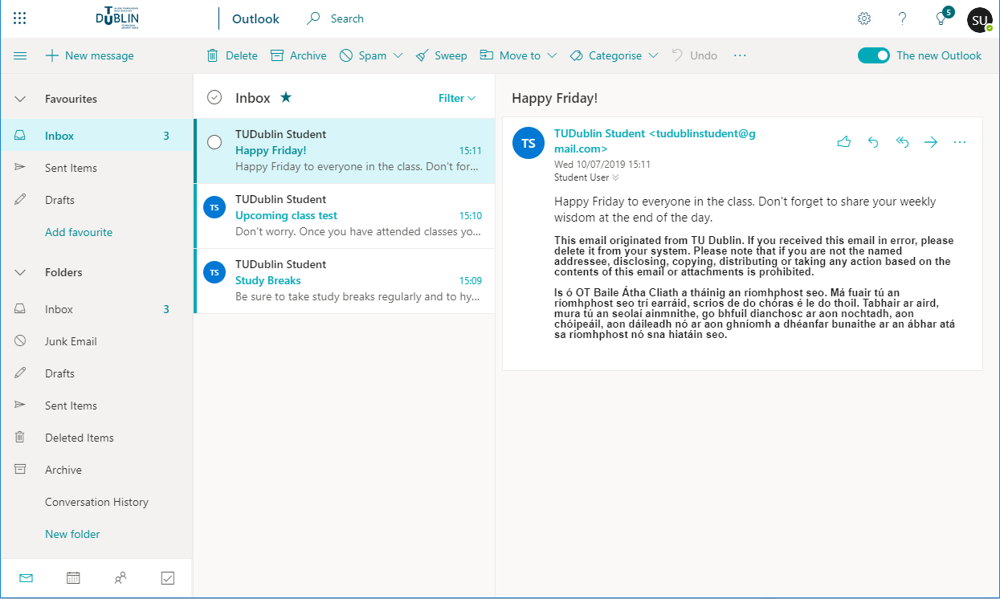 TU DUBLIN
Outlook
Search
5
SU
New message
Delete
Archive
Spam
Sweep
Move to
Categorise
Undo
The new Outlook
Favourites
Inbox 3
Sent Items
Drafts
Add favourite
Folders
Inbox 3
Junk Email
Drafts
Sent Items
Deleted Items
Archive
Conversation History
New folder
Inbox
Filter
TUDublin Student
Happy Friday! 15:11
Happy Friday to everyone in the class. Don't for...
TS
TUDublin Student
Upcoming class test 15:10
Don't worry. Once you have attended classes yo...
TS
TUDublin Student
Study Breaks 15:09
Be sure to take study breaks regularly and to hy...
Happy Friday!
TS
TUDublin Student <tudublinstudent@g
mail.com>
Wed 10/07/2019 15:11
Student User
Happy Friday to everyone in the class. Don't forget to share your weekly
wisdom at the end of the day.
This email originated from TU Dublin. If you received this email in error, please
delete it from your system. Please note that if you are not the named
addressee, disclosing, copying, distributing or taking any action based on the
contents of this email or attachments is prohibited.
Is ó OT Baile Átha Cliath a tháinig an ríomhphost seo. Má fuair tú an
ríomhphost seo trí earráid, scrios de do chóras é le do thoil. Tabhair ar aird,
mura tú an seolaí ainmnithe, go bhfuil dianchosc ar aon nochtadh, aon
chóipeáil, aon dáileadh nó ar aon ghníomh a dhéanfar bunaithe ar an ábhar atá
sa ríomhphost nó sna hiatáin seo.